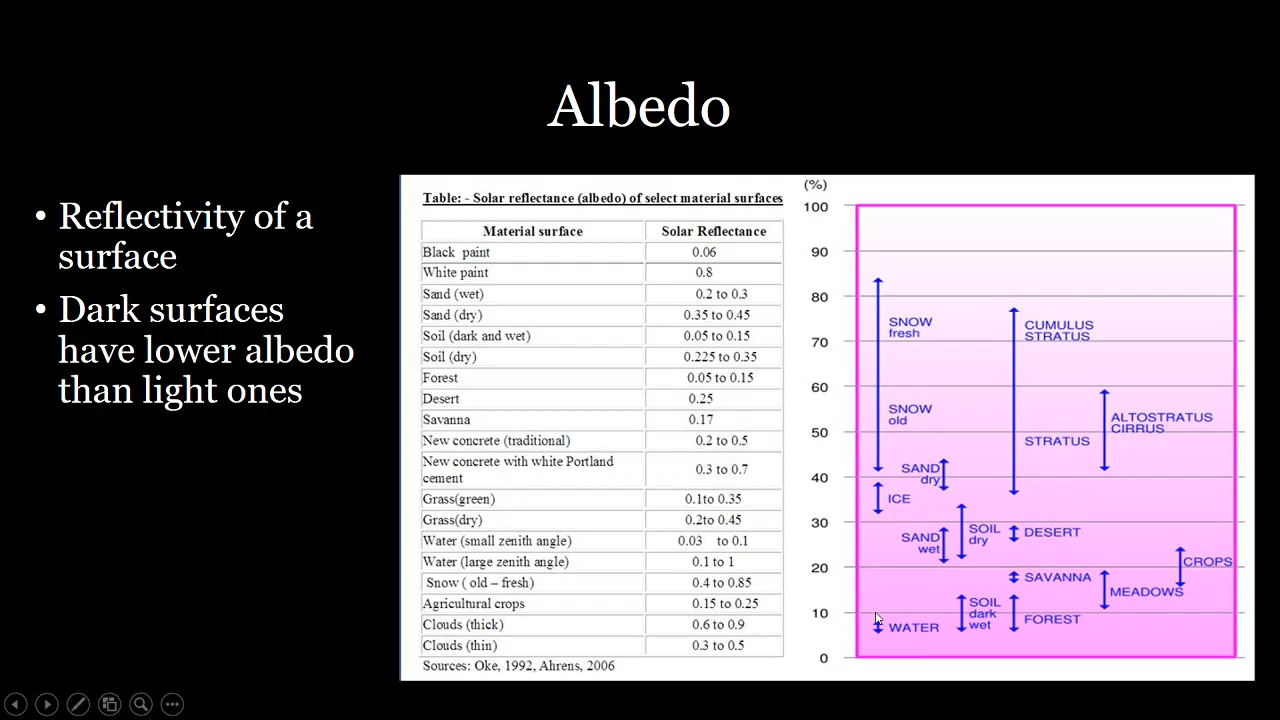 Albedo
• Reflectivity of a
surface
• Dark surfaces
have lower albedo
than light ones
Table: - Solar reflectance (albedo) of select material surfaces
Material surface Solar Reflectance
Black paint 0.06
White paint 0.8
Sand (wet) 0.2 to 0.3
Sand (dry) 0.35 to 0.45
Soil (dark and wet) 0.05 to 0.15
Soil (dry) 0.225 to 0.35
Forest 0.05 to 0.15
Desert 0.25
Savanna 0.17
New concrete (traditional) 0.2 to 0.5
New concrete with white Portland
cement 0.3 to 0.7
Grass(green) 0.1to 0.35
Grass(dry) 0.2to 0.45
Water (small zenith angle) 0.03 to 0.1
Water (large zenith angle) 0.1 to 1
Snow ( old – fresh) 0.4 to 0.85
Agricultural crops 0.15 to 0.25
Clouds (thick) 0.6 to 0.9
Clouds (thin) 0.3 to 0.5
Sources: Oke, 1992, Ahrens, 2006
(%)
100
90
80
70
60
50
40
30
20
10
0
SNOW
fresh
SNOW
old
ICE
WATER
SAND
dry
SAND
wet
SOIL
dry
SOIL
dark
wet
CUMULUS
STRATUS
STRATUS
DESERT
SAVANNA
FOREST
ALTOSTRATUS
CIRRUS
MEADOWS
CROPS